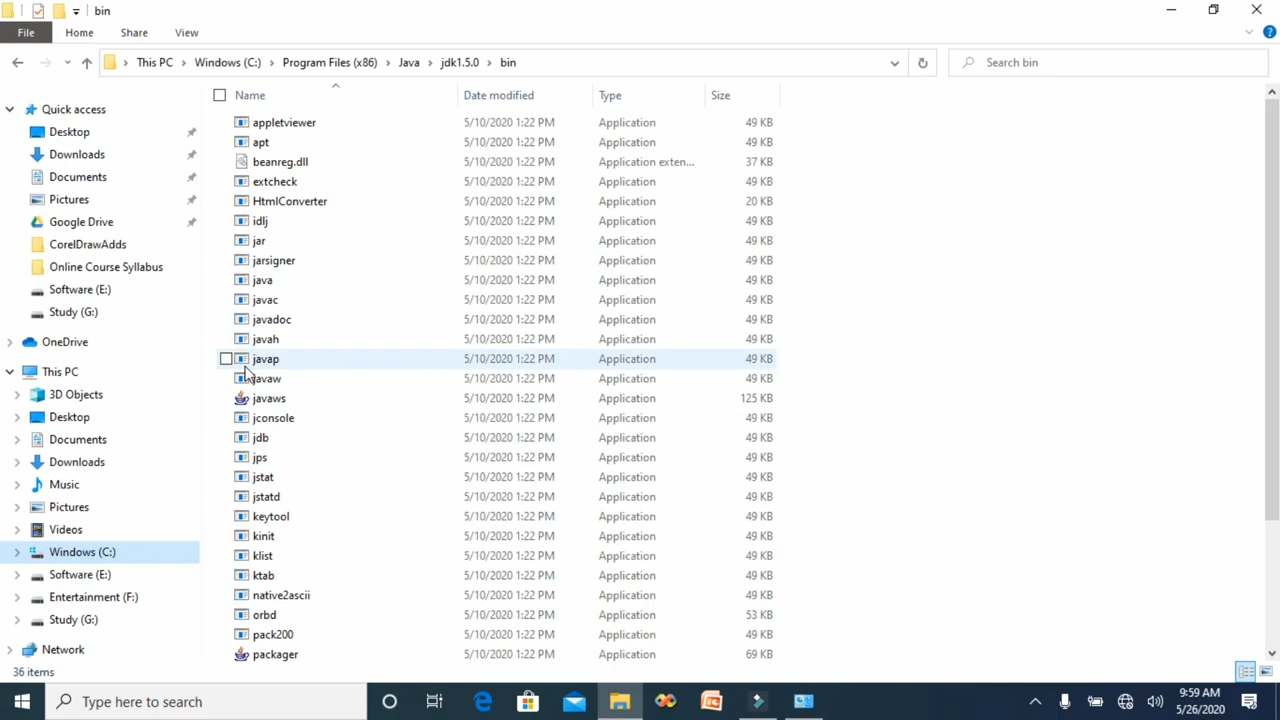 bin
File Home Share View
This PC Windows (C:) Program Files (x86) Java jdk1.5.0 bin Search bin
Name Date modified Type Size
Quick access
Desktop
Downloads
Documents
Pictures
Google Drive
CorelDrawAdds
Online Course Syllabus
Software (E:)
Study (G:)
OneDrive
This PC
3D Objects
Desktop
Documents
Downloads
Music
Pictures
Videos
Windows (C:)
Software (E:)
Entertainment (F:)
Study (G:)
Network
appletviewer 5/10/2020 1:22 PM Application 49 KB
apt 5/10/2020 1:22 PM Application 49 KB
beanreg.dll 5/10/2020 1:22 PM Application exten... 37 KB
extcheck 5/10/2020 1:22 PM Application 49 KB
HtmlConverter 5/10/2020 1:22 PM Application 20 KB
idlj 5/10/2020 1:22 PM Application 49 KB
jar 5/10/2020 1:22 PM Application 49 KB
jarsigner 5/10/2020 1:22 PM Application 49 KB
java 5/10/2020 1:22 PM Application 49 KB
javac 5/10/2020 1:22 PM Application 49 KB
javadoc 5/10/2020 1:22 PM Application 49 KB
javah 5/10/2020 1:22 PM Application 49 KB
javap 5/10/2020 1:22 PM Application 49 KB
javaw 5/10/2020 1:22 PM Application 49 KB
javaws 5/10/2020 1:22 PM Application 125 KB
jconsole 5/10/2020 1:22 PM Application 49 KB
jdb 5/10/2020 1:22 PM Application 49 KB
jps 5/10/2020 1:22 PM Application 49 KB
jstat 5/10/2020 1:22 PM Application 49 KB
jstatd 5/10/2020 1:22 PM Application 49 KB
keytool 5/10/2020 1:22 PM Application 49 KB
kinit 5/10/2020 1:22 PM Application 49 KB
klist 5/10/2020 1:22 PM Application 49 KB
ktab 5/10/2020 1:22 PM Application 49 KB
native2ascii 5/10/2020 1:22 PM Application 49 KB
orbd 5/10/2020 1:22 PM Application 53 KB
pack200 5/10/2020 1:22 PM Application 49 KB
packager 5/10/2020 1:22 PM Application 69 KB
36 items
Type here to search
9:59 AM
5/26/2020